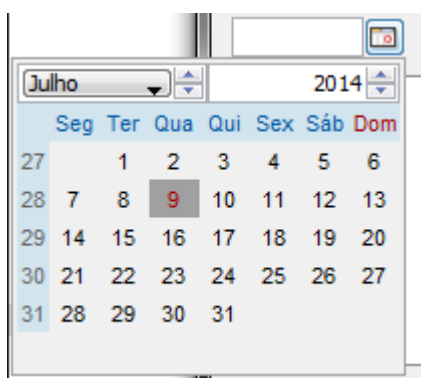 Julho 2014
Seg Ter Qua Qui Sex Sáb Dom
27 1 2 3 4 5 6
28 7 8 9 10 11 12 13
29 14 15 16 17 18 19 20
30 21 22 23 24 25 26 27
31 28 29 30 31